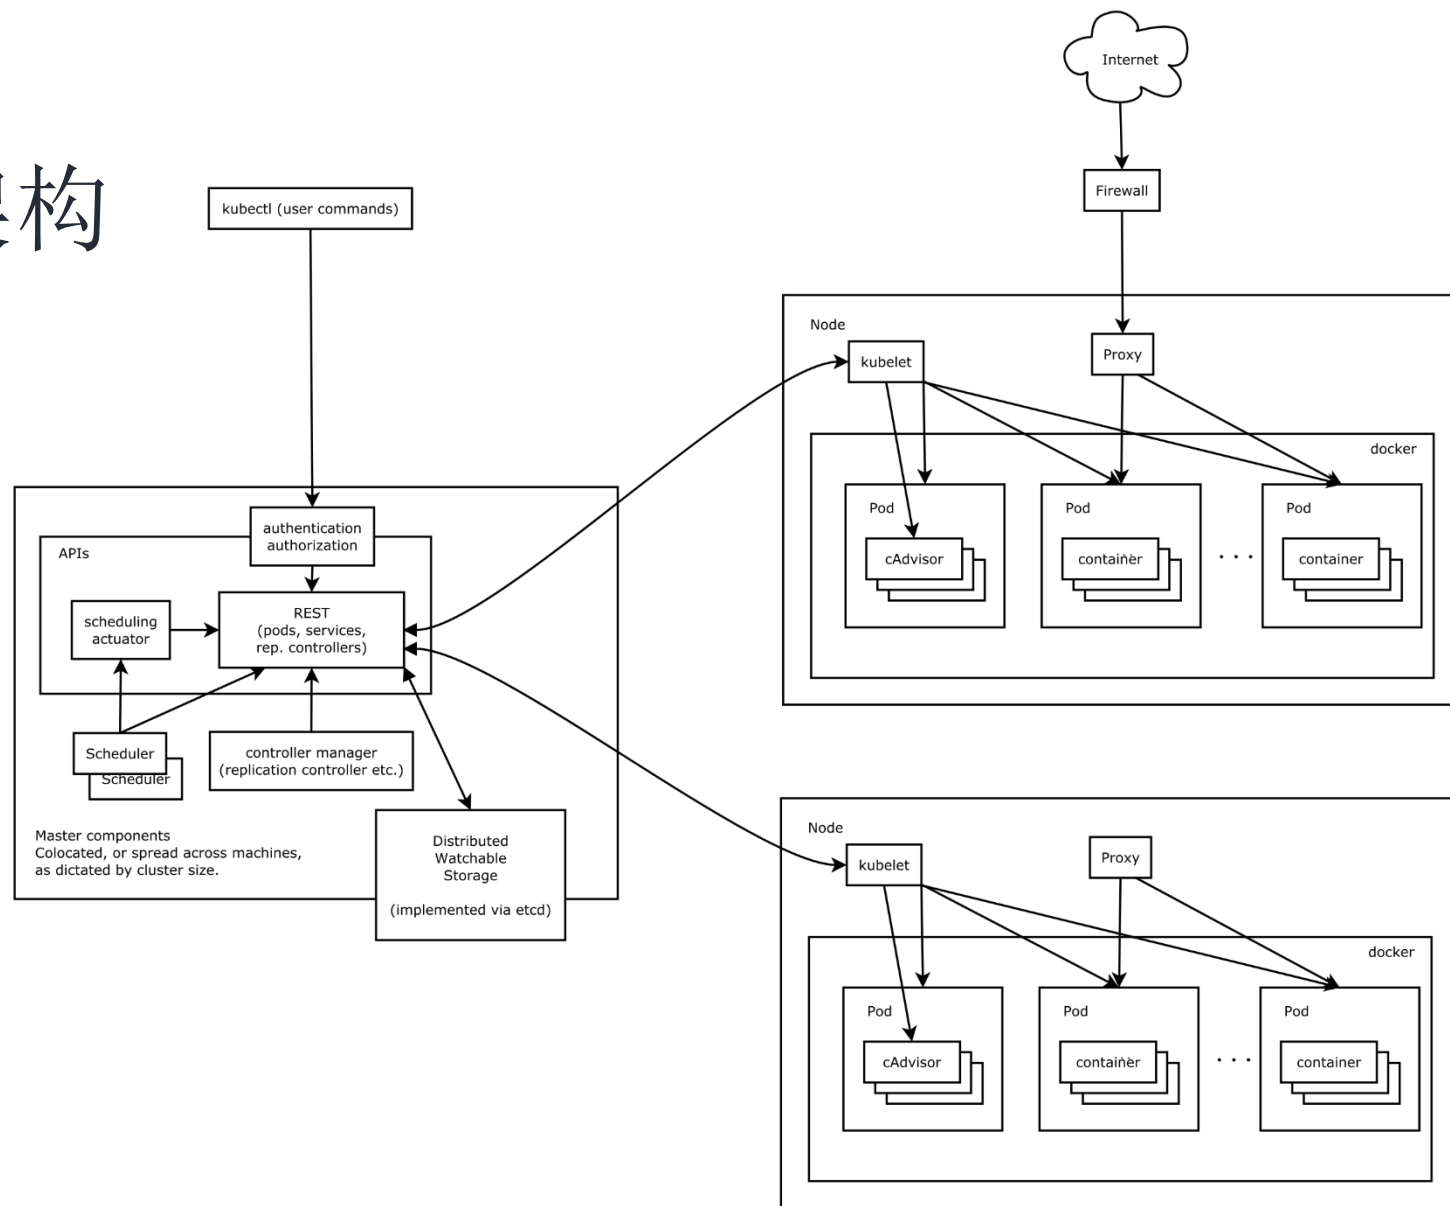 架构
kubectl (user commands)
Internet
Firewall
authentication
authorization
APIs
scheduling
actuator
REST
(pods, services,
rep. controllers)
Scheduler
Scheduler
controller manager
(replication controller etc.)
Master components
Colocated, or spread across machines,
as dictated by cluster size.
Distributed
Watchable
Storage
(implemented via etcd)
Node
kubelet
Proxy
docker
Pod
cAdvisor
Pod
container
. . .
Pod
container
Node
kubelet
Proxy
docker
Pod
cAdvisor
Pod
container
. . .
Pod
container